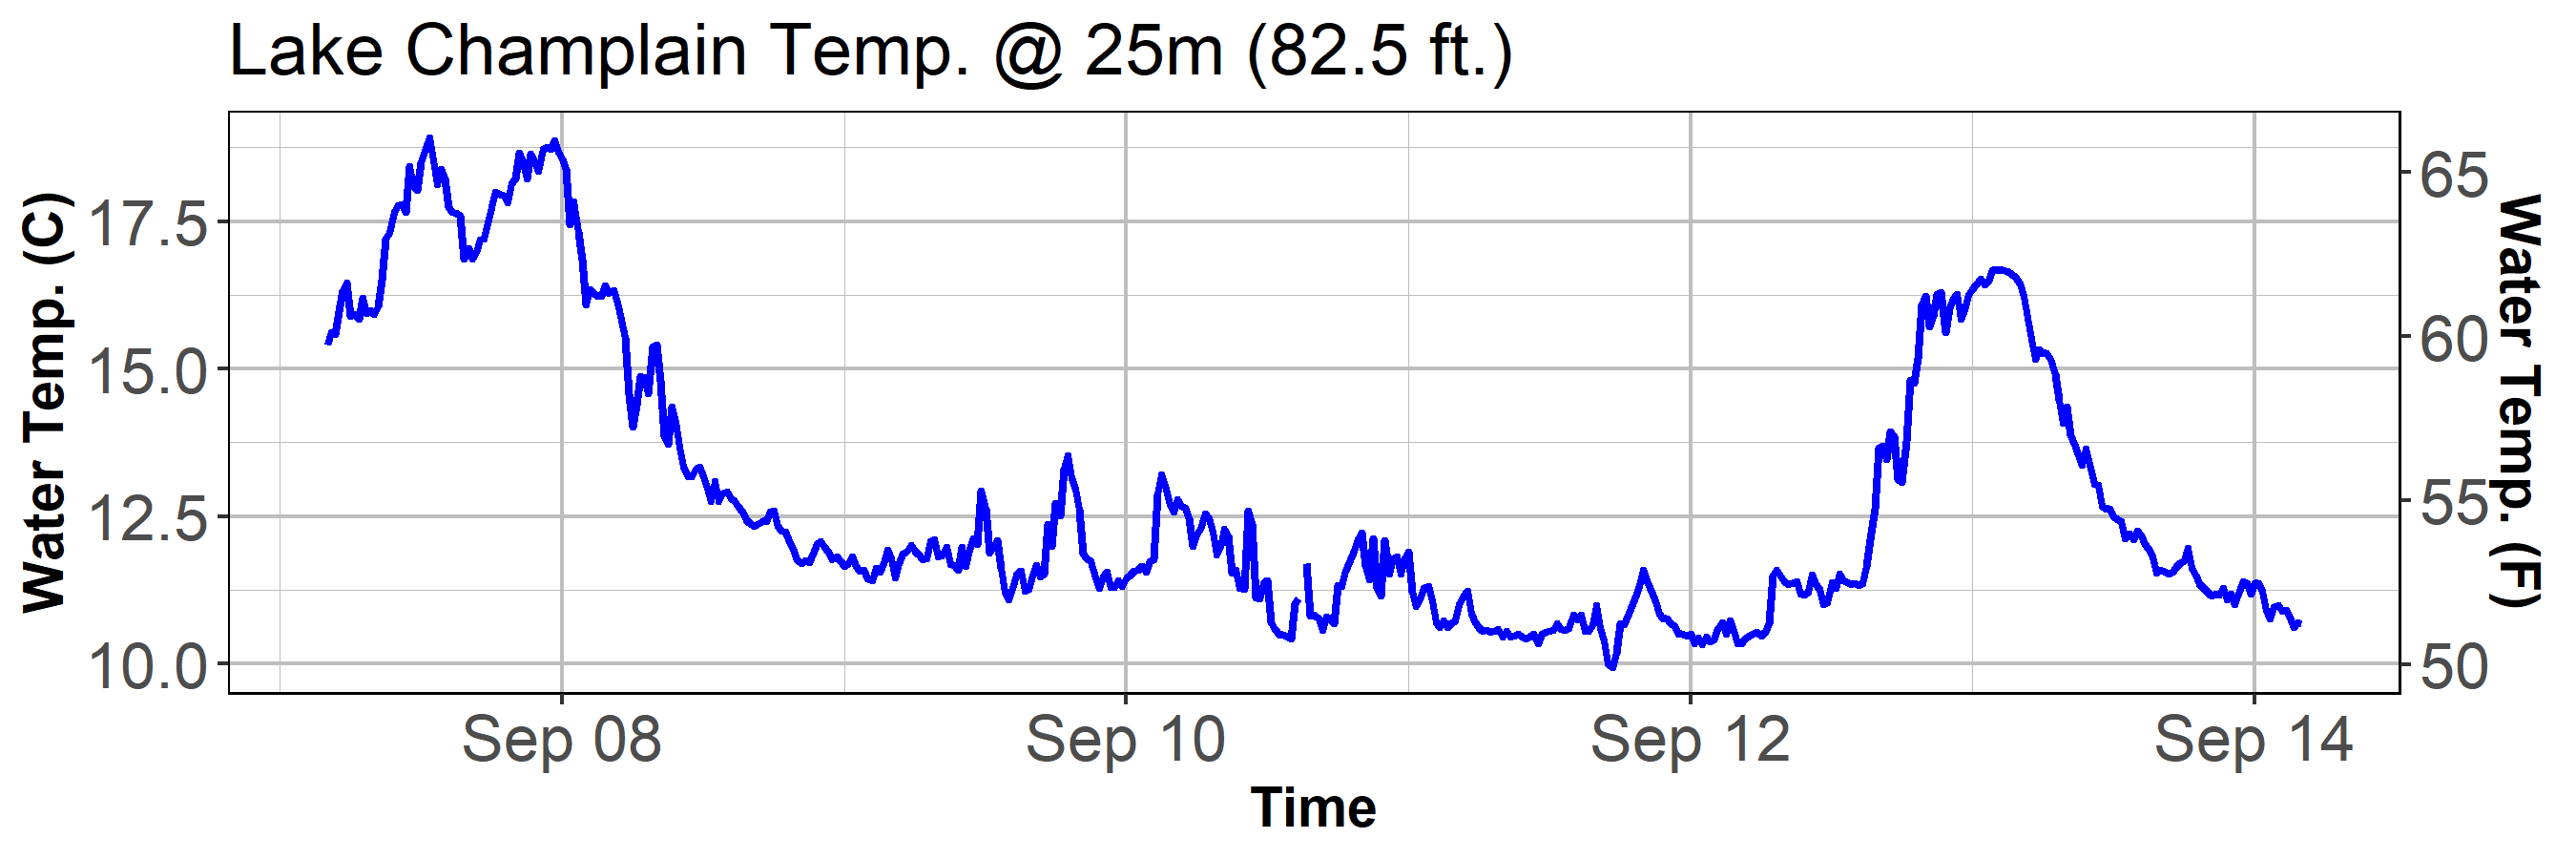 Lake Champlain Temp. @ 25m (82.5 ft.)
Water Temp. (C)
17.5
15.0
12.5
10.0
65
60
55
50
Water Temp. (F)
Sep 08
Sep 10
Sep 12
Sep 14
Time